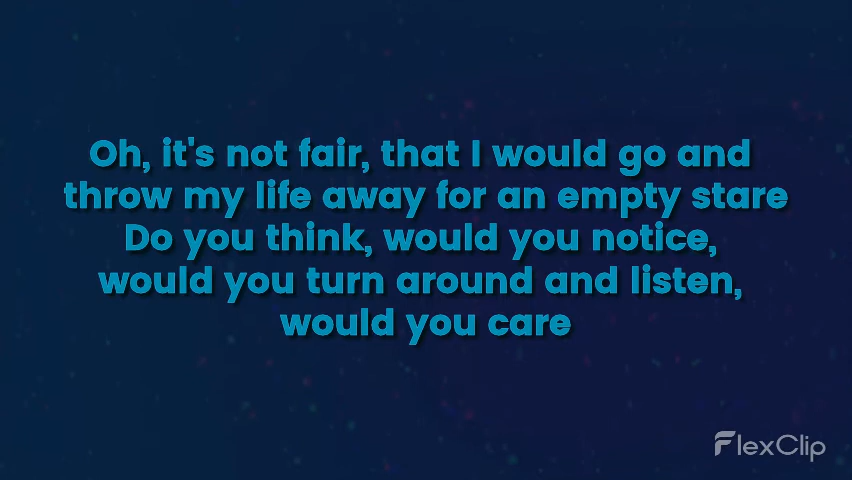 Oh, it's not fair, that I would go and
throw my life away for an empty stare
Do you think, would you notice,
would you turn around and listen,
would you care
FlexClip